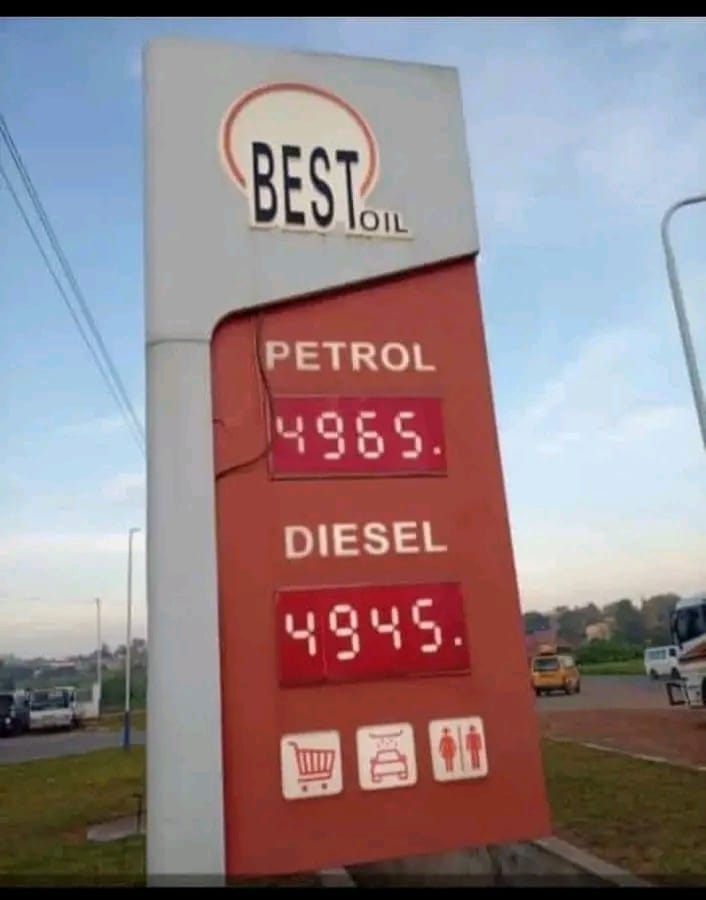 BEST OIL
PETROL
4965.
DIESEL
4945.